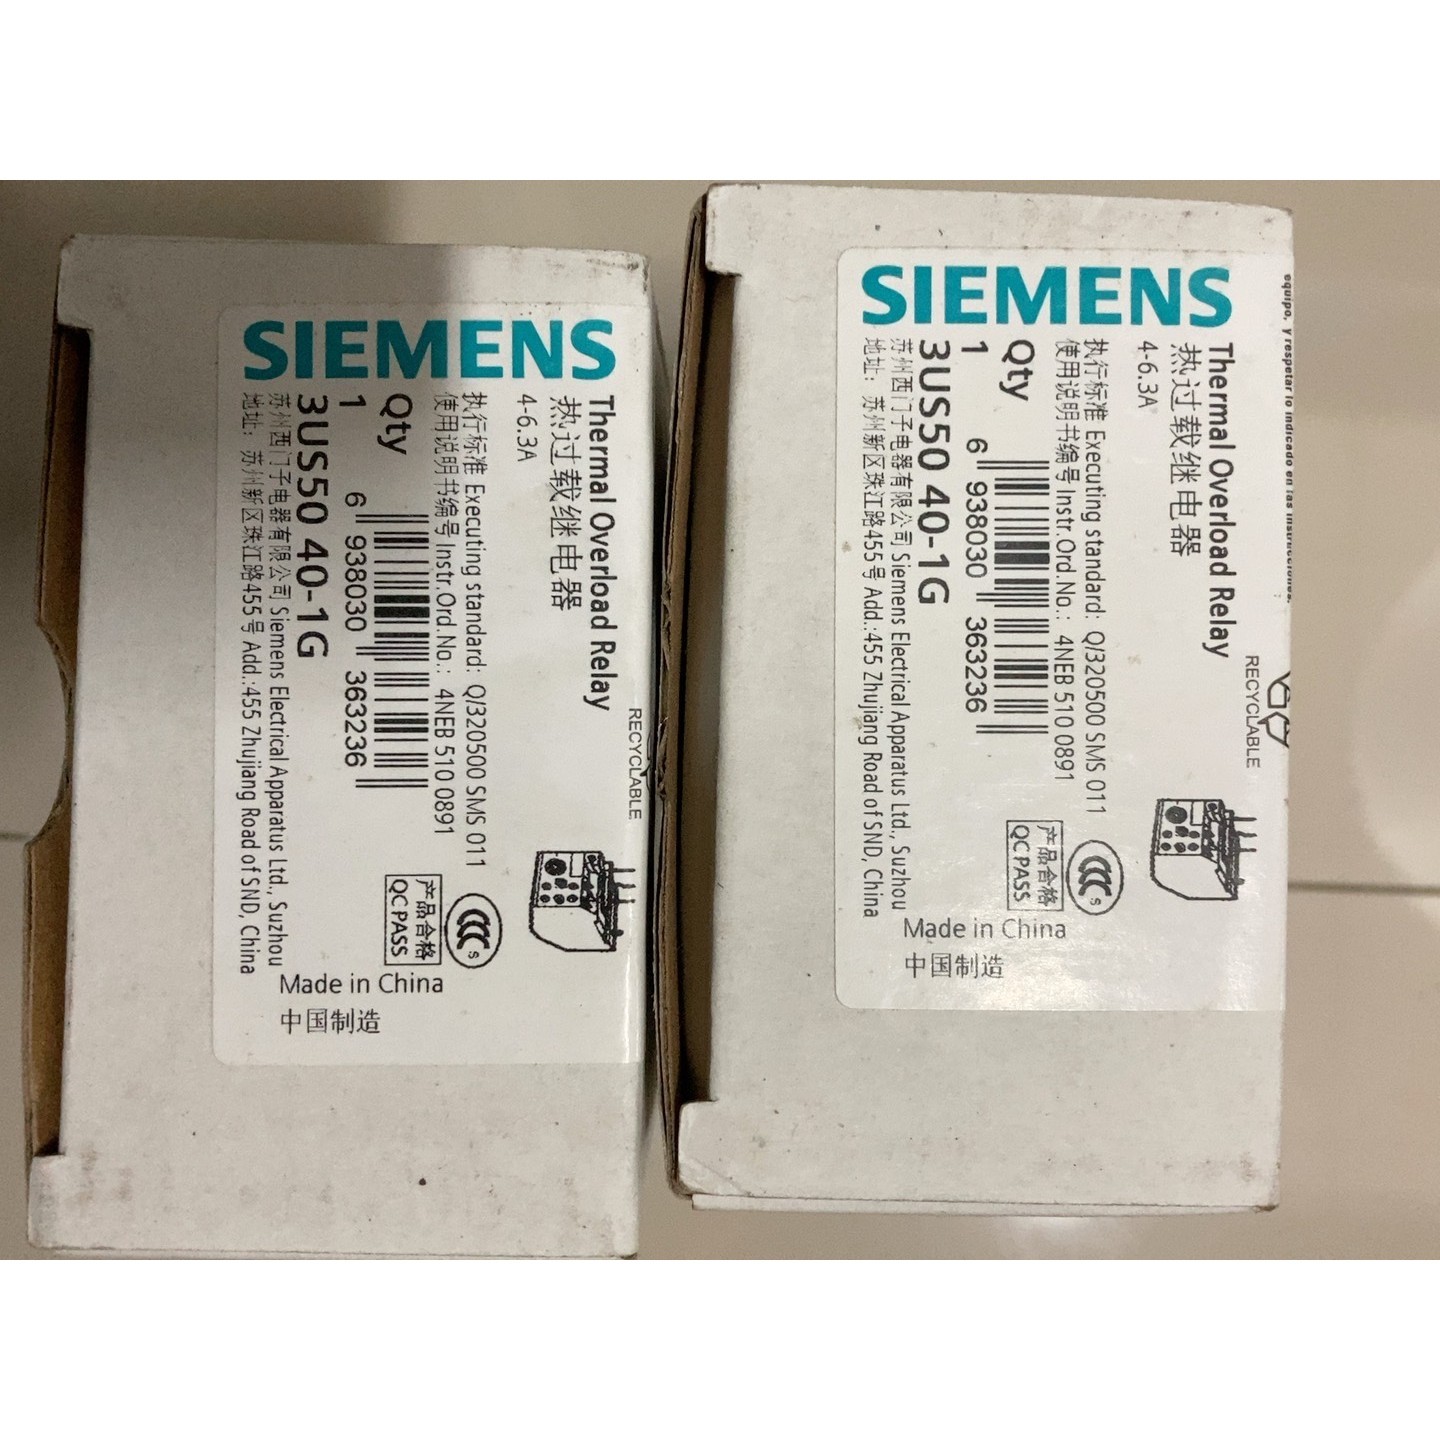 SIEMENS
Thermal Overload Relay
热过载继电器
4-6.3A
执行标准 Executing standard: Q/320500 SMS 011
使用说明书编号 Instr.Ord.No.: 4NEB 510 0891
Qty
1
6 938030 363236
3US50 40-1G
苏州西门子电器有限公司 Siemens Electrical Apparatus Ltd., Suzhou
地址: 苏州新区珠江路455号 Add.:455 Zhujiang Road of SND, China
RECYCLABLE
CCC S
产品合格
QC PASS
Made in China
中国制造
SIEMENS
equipo, y respetar lo indicado en las instrucciones.
Thermal Overload Relay
热过载继电器
4-6.3A
执行标准 Executing standard: Q/320500 SMS 011
使用说明书编号 Instr.Ord.No.: 4NEB 510 0891
Qty
1
6 938030 363236
3US50 40-1G
苏州西门子电器有限公司 Siemens Electrical Apparatus Ltd., Suzhou
地址: 苏州新区珠江路455号 Add.:455 Zhujiang Road of SND, China
RECYCLABLE
CCC S
产品合格
QC PASS
Made in China
中国制造